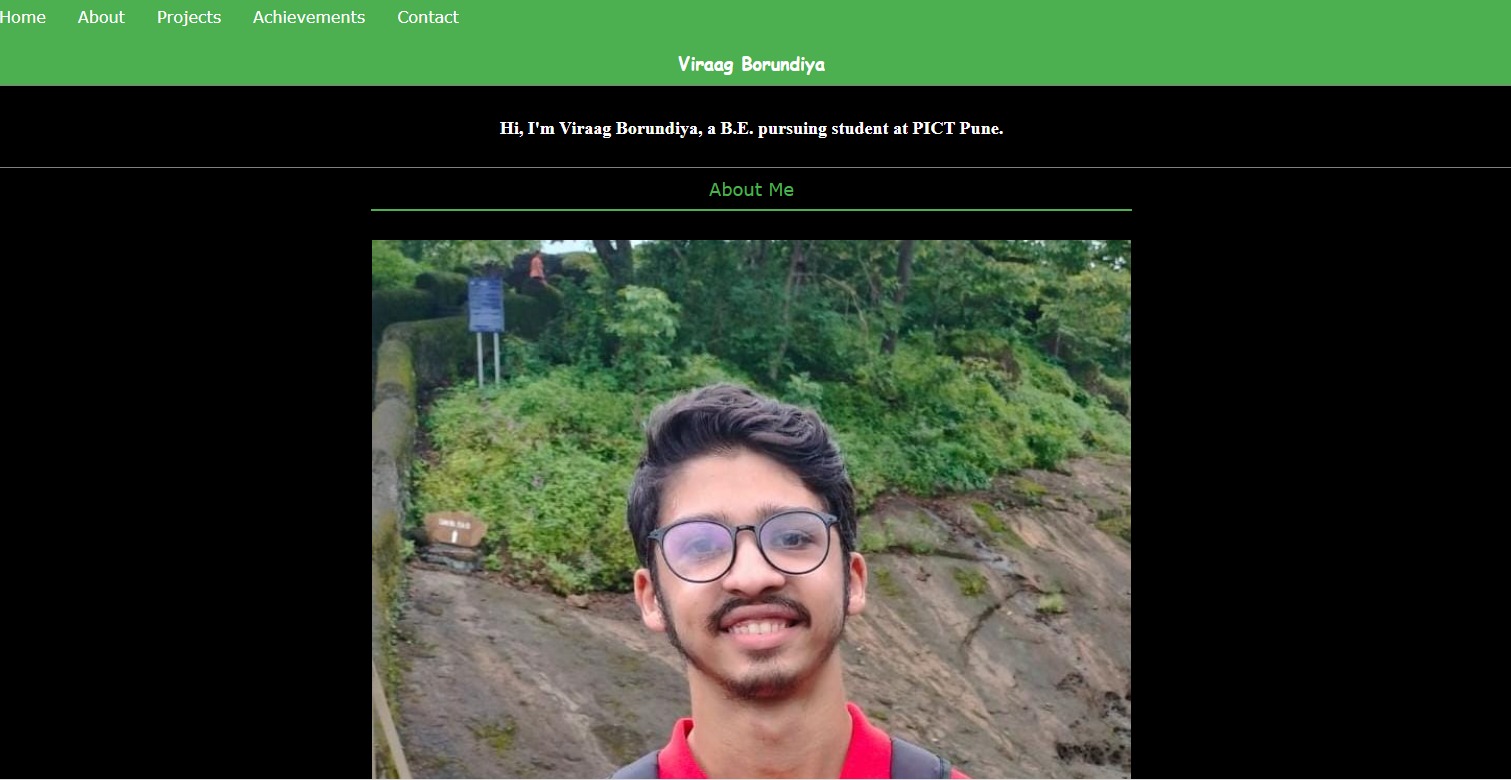 Home About Projects Achievements Contact
Viraag Borundiya
Hi, I'm Viraag Borundiya, a B.E. pursuing student at PICT Pune.
About Me